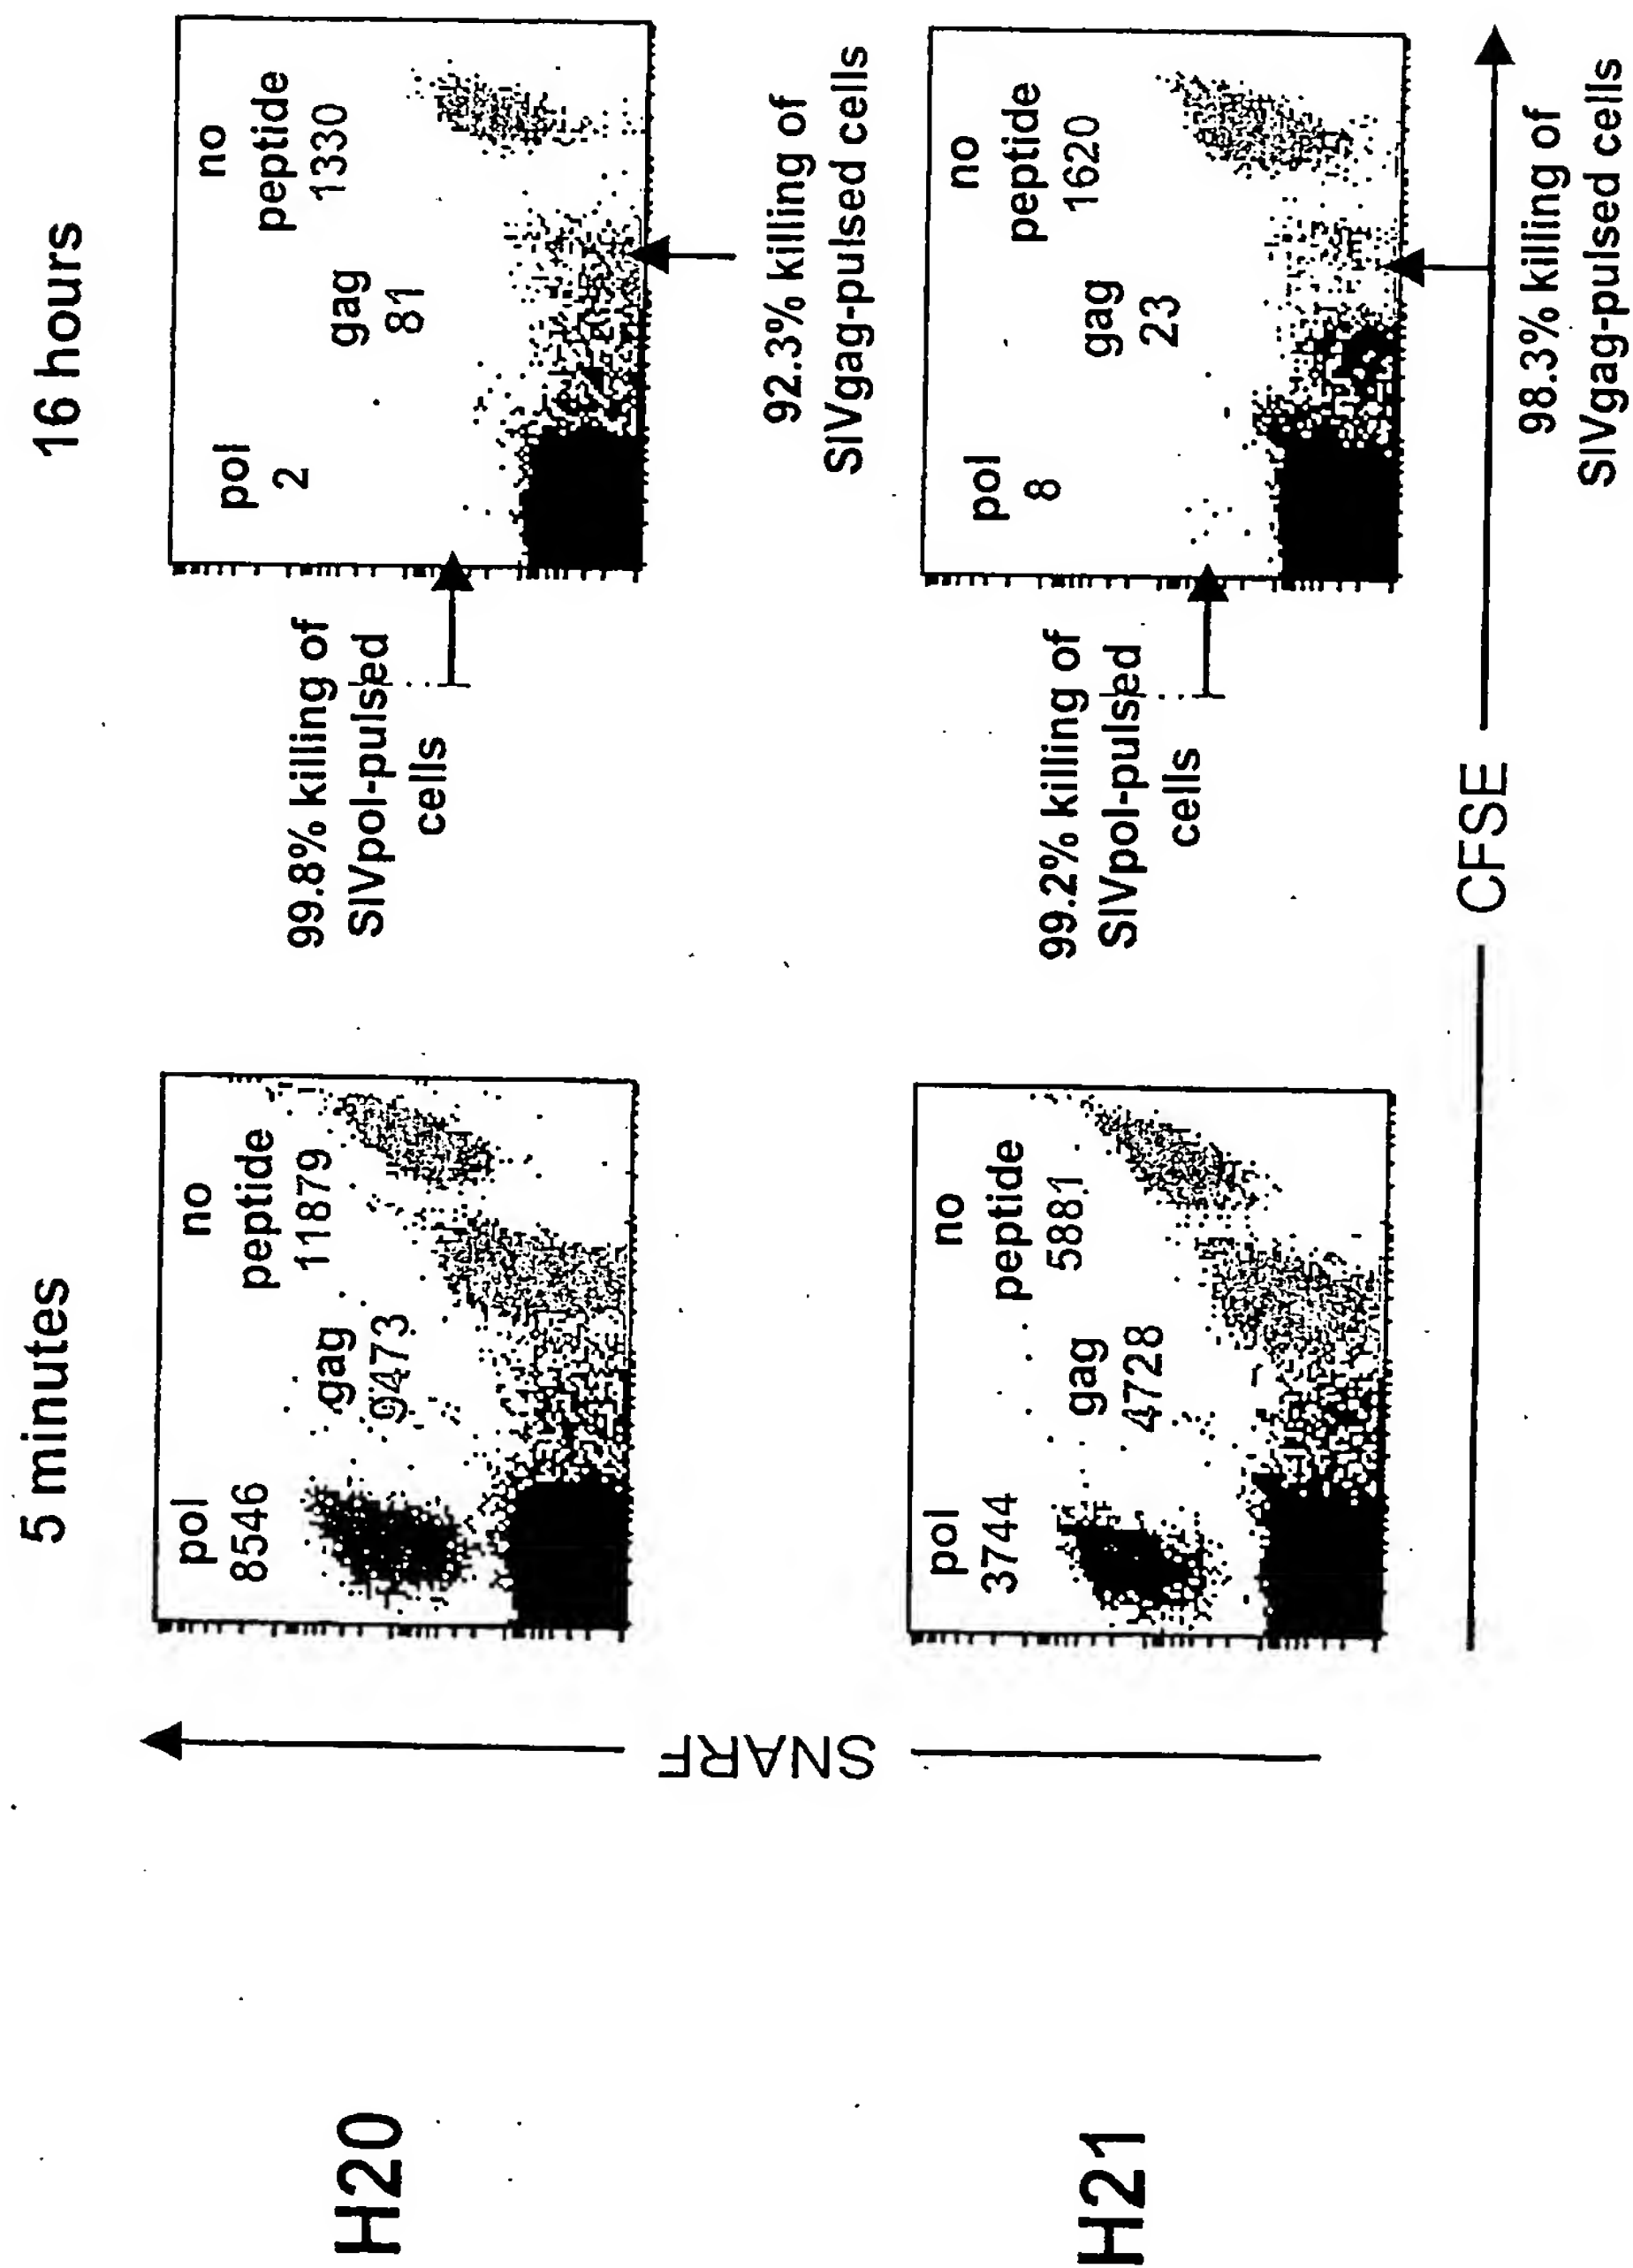 5 minutes
16 hours
H20
pol
8546
gag
9473
no
peptide
11879
99.8% killing of
SIVpol-pulsed
cells
pol
2
gag
81
no
peptide
1330
92.3% killing of
SIVgag-pulsed cells
SNARF
H21
pol
3744
gag
4728
no
peptide
5881
99.2% killing of
SIVpol-pulsed
cells
pol
8
gag
23
no
peptide
1620
CFSE
98.3% killing of
SIVgag-pulsed cells